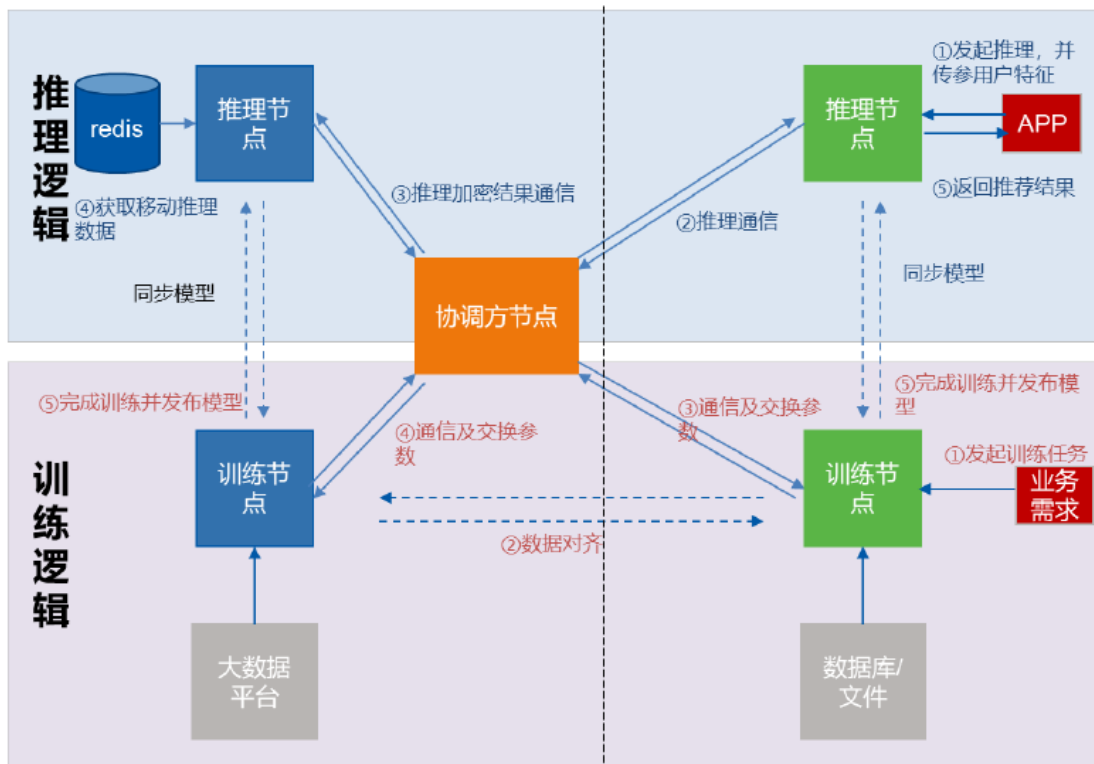 推理逻辑
redis
推理节
点
推理节
点
①发起推理，并
传参用户特征
APP
⑤返回推荐结果
③推理加密结果通信
②推理通信
④获取移动推理
数据
同步模型
同步模型
协调方节点
训练逻辑
⑤完成训练并发布模型
④通信及交换参
数
③通信及交换参
数
⑤完成训练并发布模
型
①发起训练任务
业务
需求
训练节
点
训练节
点
②数据对齐
大数据
平台
数据库/
文件